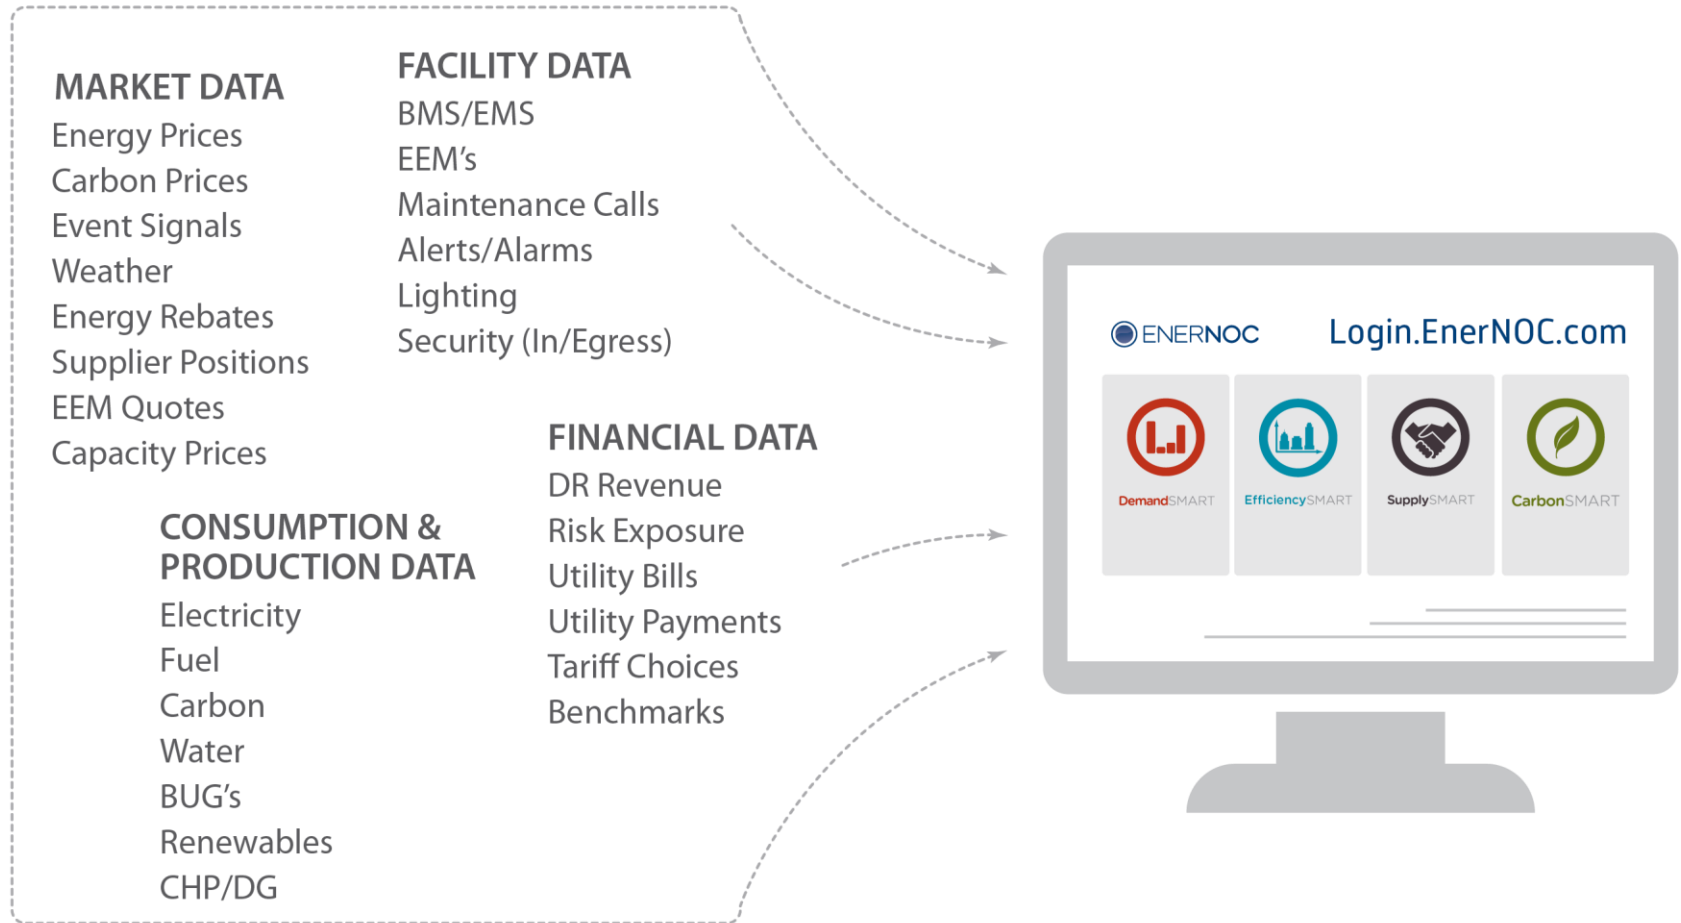 MARKET DATA
Energy Prices
Carbon Prices
Event Signals
Weather
Energy Rebates
Supplier Positions
EEM Quotes
Capacity Prices
FACILITY DATA
BMS/EMS
EEM’s
Maintenance Calls
Alerts/Alarms
Lighting
Security (In/Egress)
CONSUMPTION &
PRODUCTION DATA
Electricity
Fuel
Carbon
Water
BUG’s
Renewables
CHP/DG
FINANCIAL DATA
DR Revenue
Risk Exposure
Utility Bills
Utility Payments
Tariff Choices
Benchmarks
ENERNOC
Login.EnerNOC.com
DemandSMART
EfficiencySMART
SupplySMART
CarbonSMART